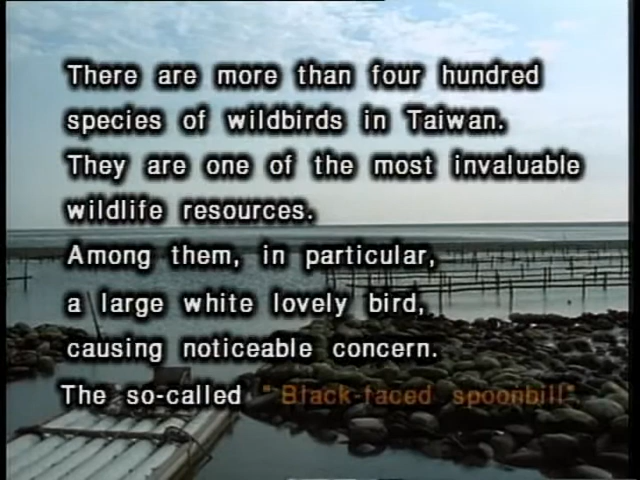 There are more than four hundred
species of wildbirds in Taiwan.
They are one of the most invaluable
wildlife resources.
Among them, in particular,
a large white lovely bird,
causing noticeable concern.
The so-called "Black-faced spoonbill"